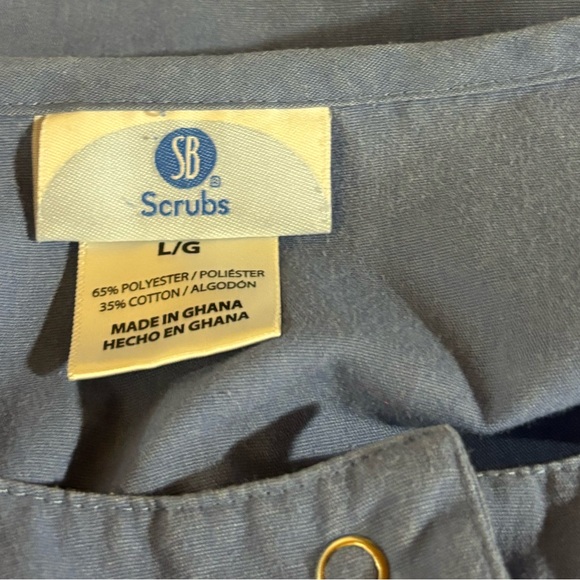 SB
Scrubs
L/G
65% POLYESTER / POLIÉSTER
35% COTTON / ALGODÓN
MADE IN GHANA
HECHO EN GHANA